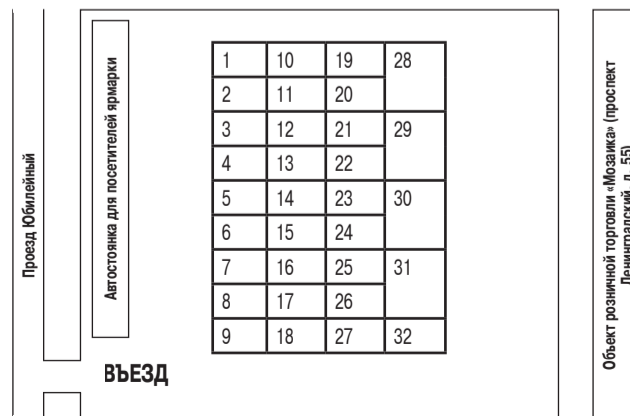 Проезд Юбилейный
Автостоянка для посетителей ярмарки
1 10 19 28
2 11 20
3 12 21 29
4 13 22
5 14 23 30
6 15 24
7 16 25 31
8 17 26
9 18 27 32
ВЪЕЗД
Объект розничной торговли «Мозаика» (проспект
Ленинградский, д. 55)